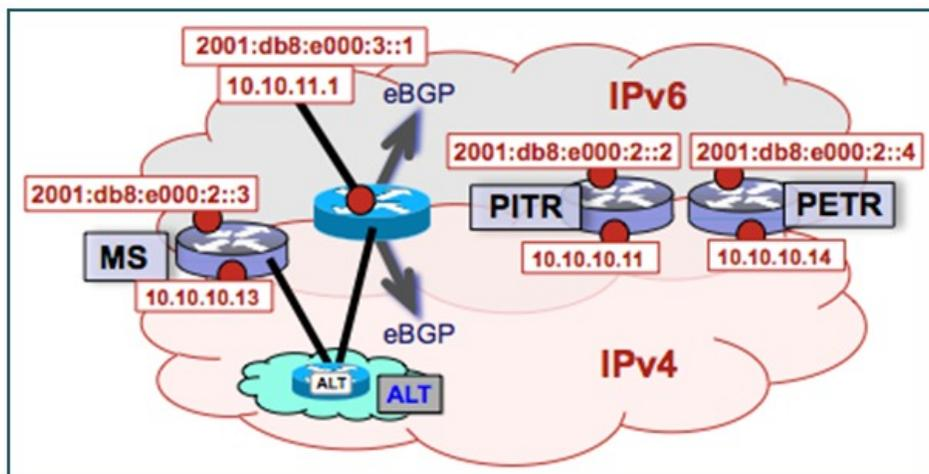 2001:db8:e000:3::1
10.10.11.1
eBGP
IPv6
2001:db8:e000:2::2
2001:db8:e000:2::4
2001:db8:e000:2::3
PITR
PETR
MS
10.10.10.11
10.10.10.14
10.10.10.13
eBGP
IPv4
ALT
ALT